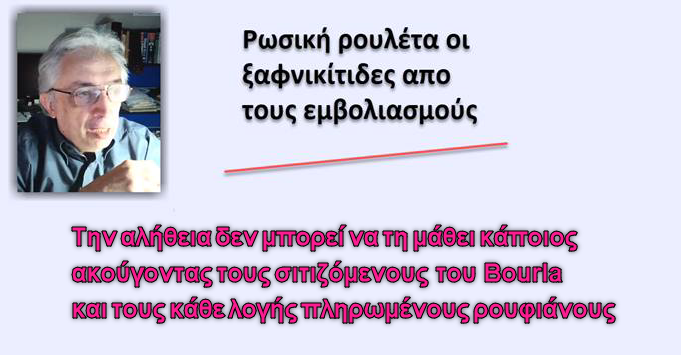 Ρωσική ρουλέτα οι
ξαφνικίτιδες απο
τους εμβολιασμούς
Την αλήθεια δεν μπορεί να τη μάθει κάποιος
ακούγοντας τους σιτιζόμενους του Bourla
και τους κάθε λογής πληρωμένους ρουφιάνους